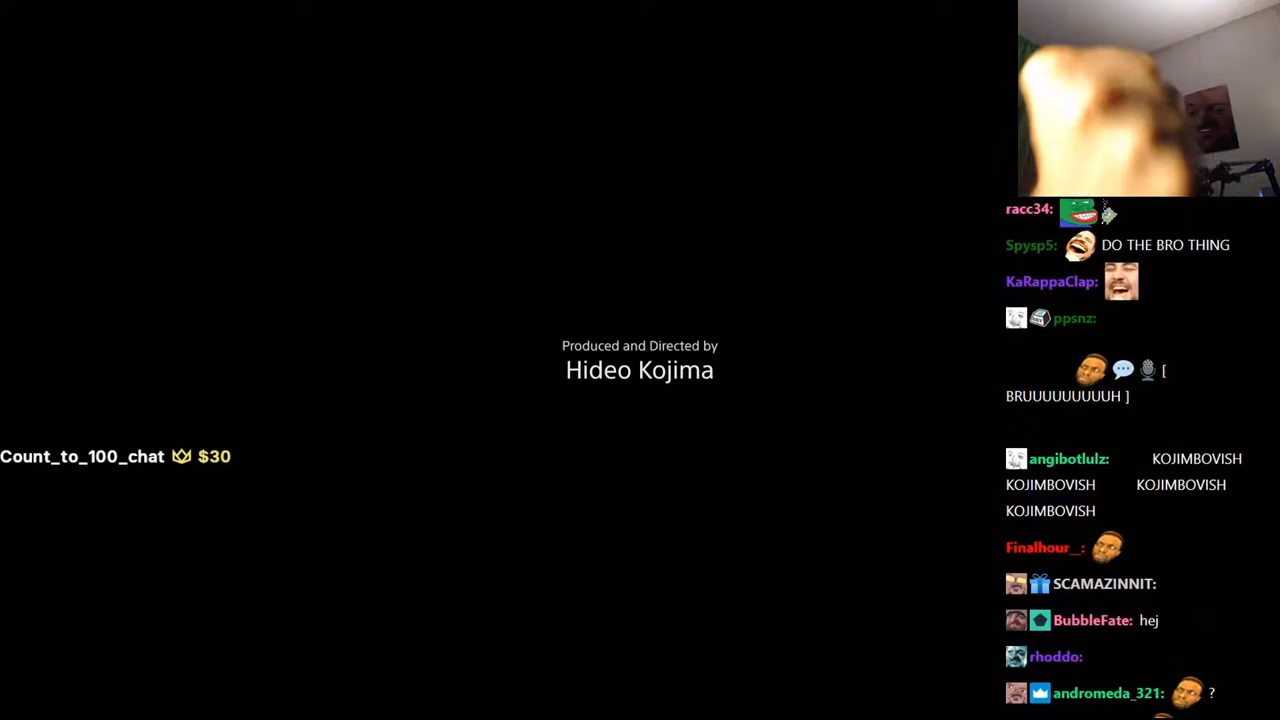 racc34:
Spysp5: DO THE BRO THING
KaRappaClap:
ppsnz:
Produced and Directed by
Hideo Kojima
[
BRUUUUUUUUUH ]
Count_to_100_chat $30
angibotlulz: KOJIMBOVISH
KOJIMBOVISH KOJIMBOVISH
KOJIMBOVISH
Finalhour__:
SCAMAZINNIT:
BubbleFate: hej
rhoddo:
andromeda_321: ?